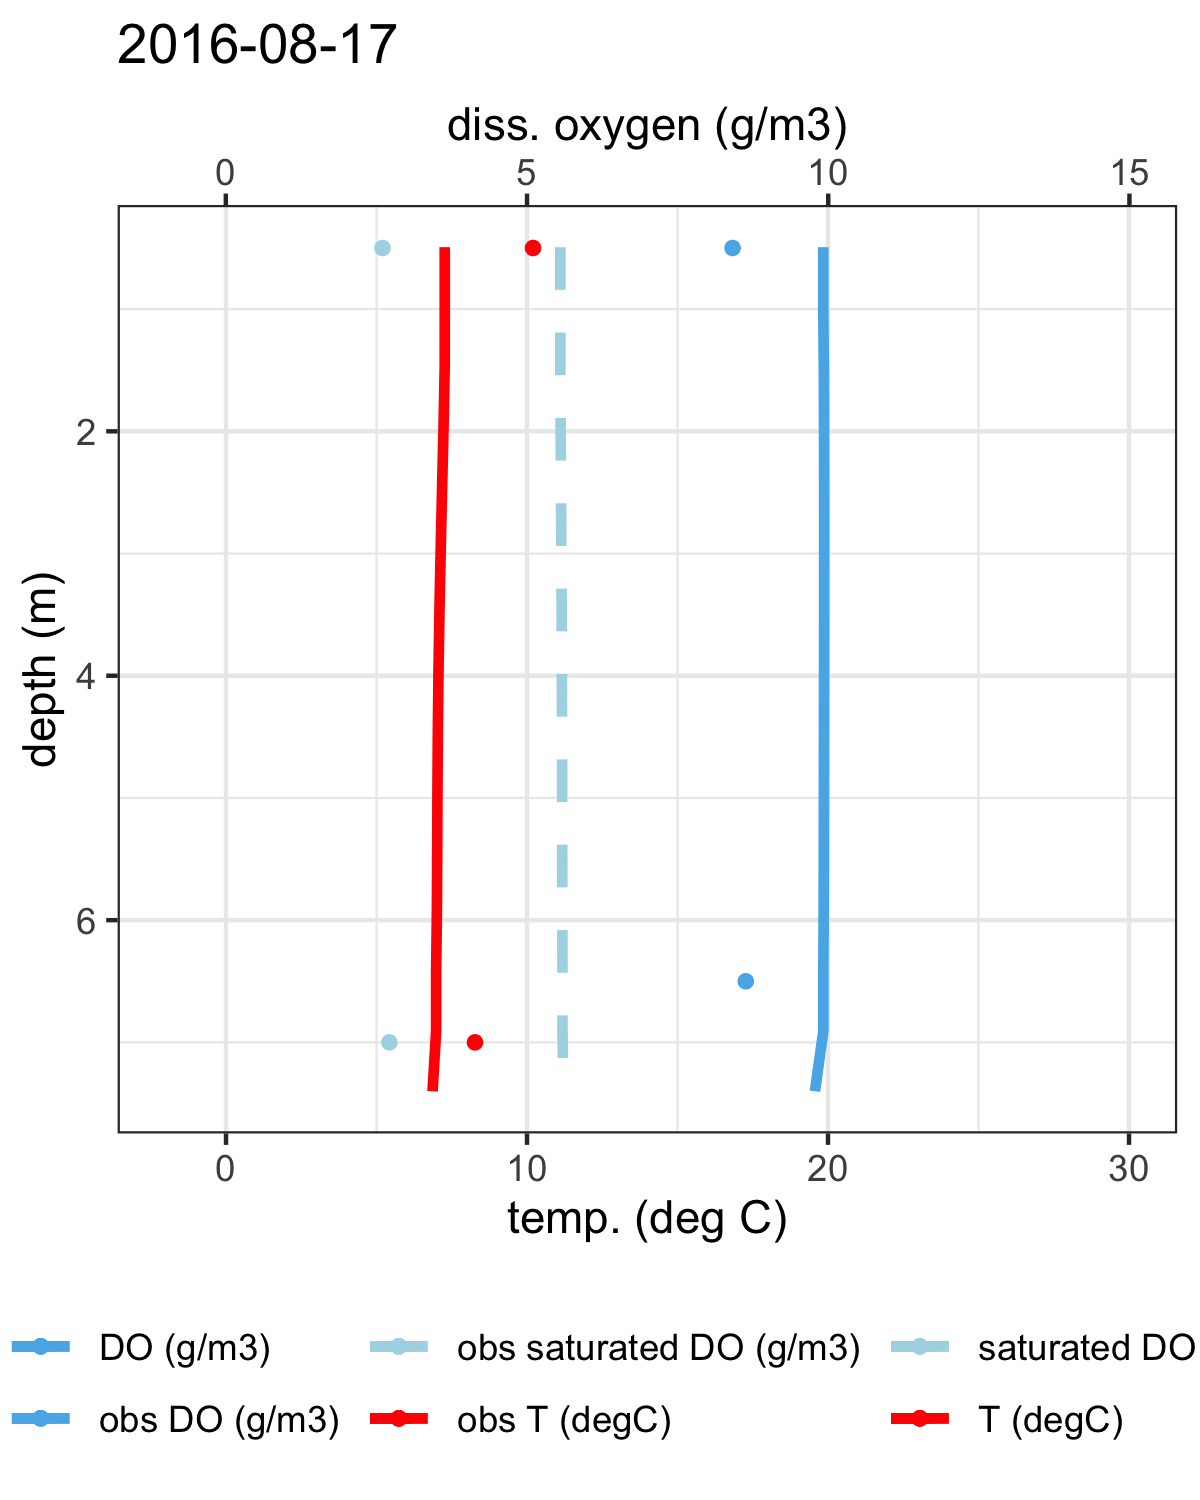 2016-08-17
diss. oxygen (g/m3)
0 5 10 15
2
4
6
depth (m)
0 10 20 30
temp. (deg C)
DO (g/m3) obs saturated DO (g/m3) saturated DO
obs DO (g/m3) obs T (degC) T (degC)